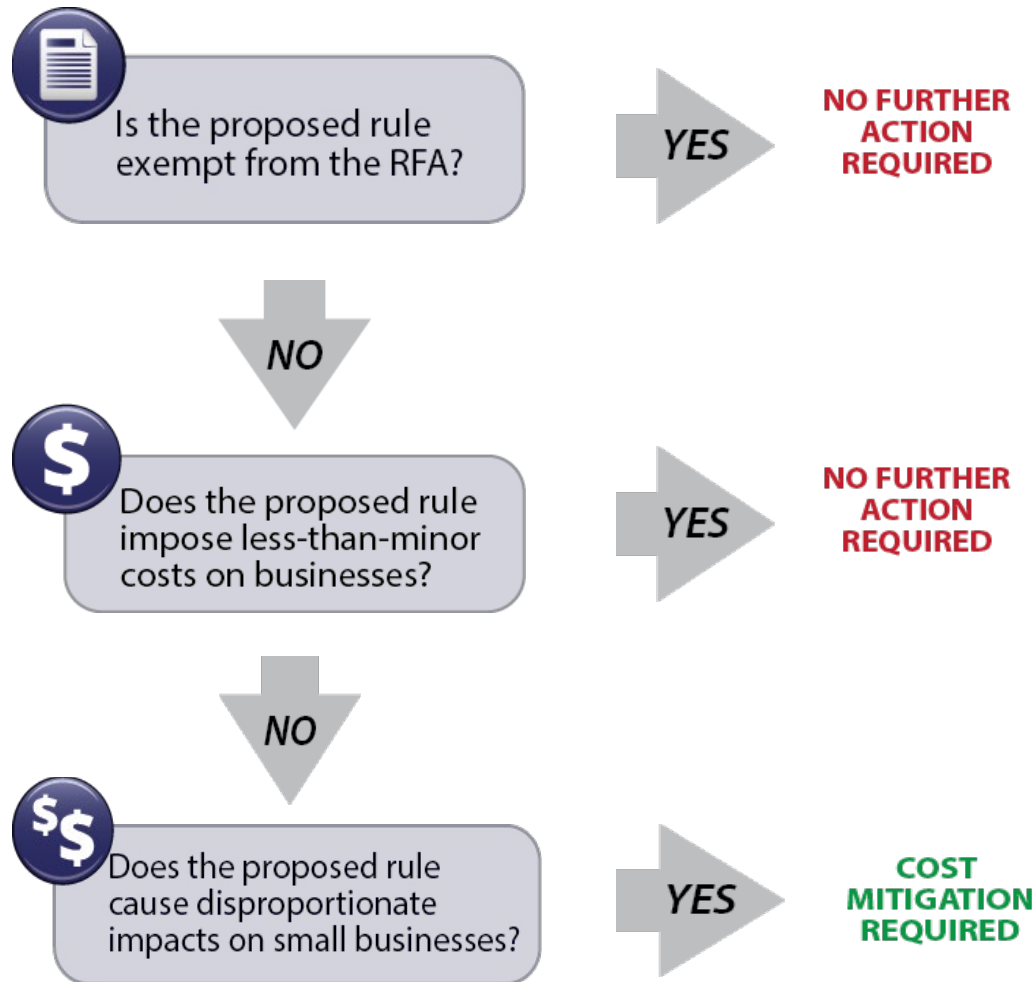 Is the proposed rule
exempt from the RFA?
YES
NO FURTHER
ACTION
REQUIRED
NO
$
Does the proposed rule
impose less-than-minor
costs on businesses?
YES
NO FURTHER
ACTION
REQUIRED
NO
$$
Does the proposed rule
cause disproportionate
impacts on small businesses?
YES
COST
MITIGATION
REQUIRED